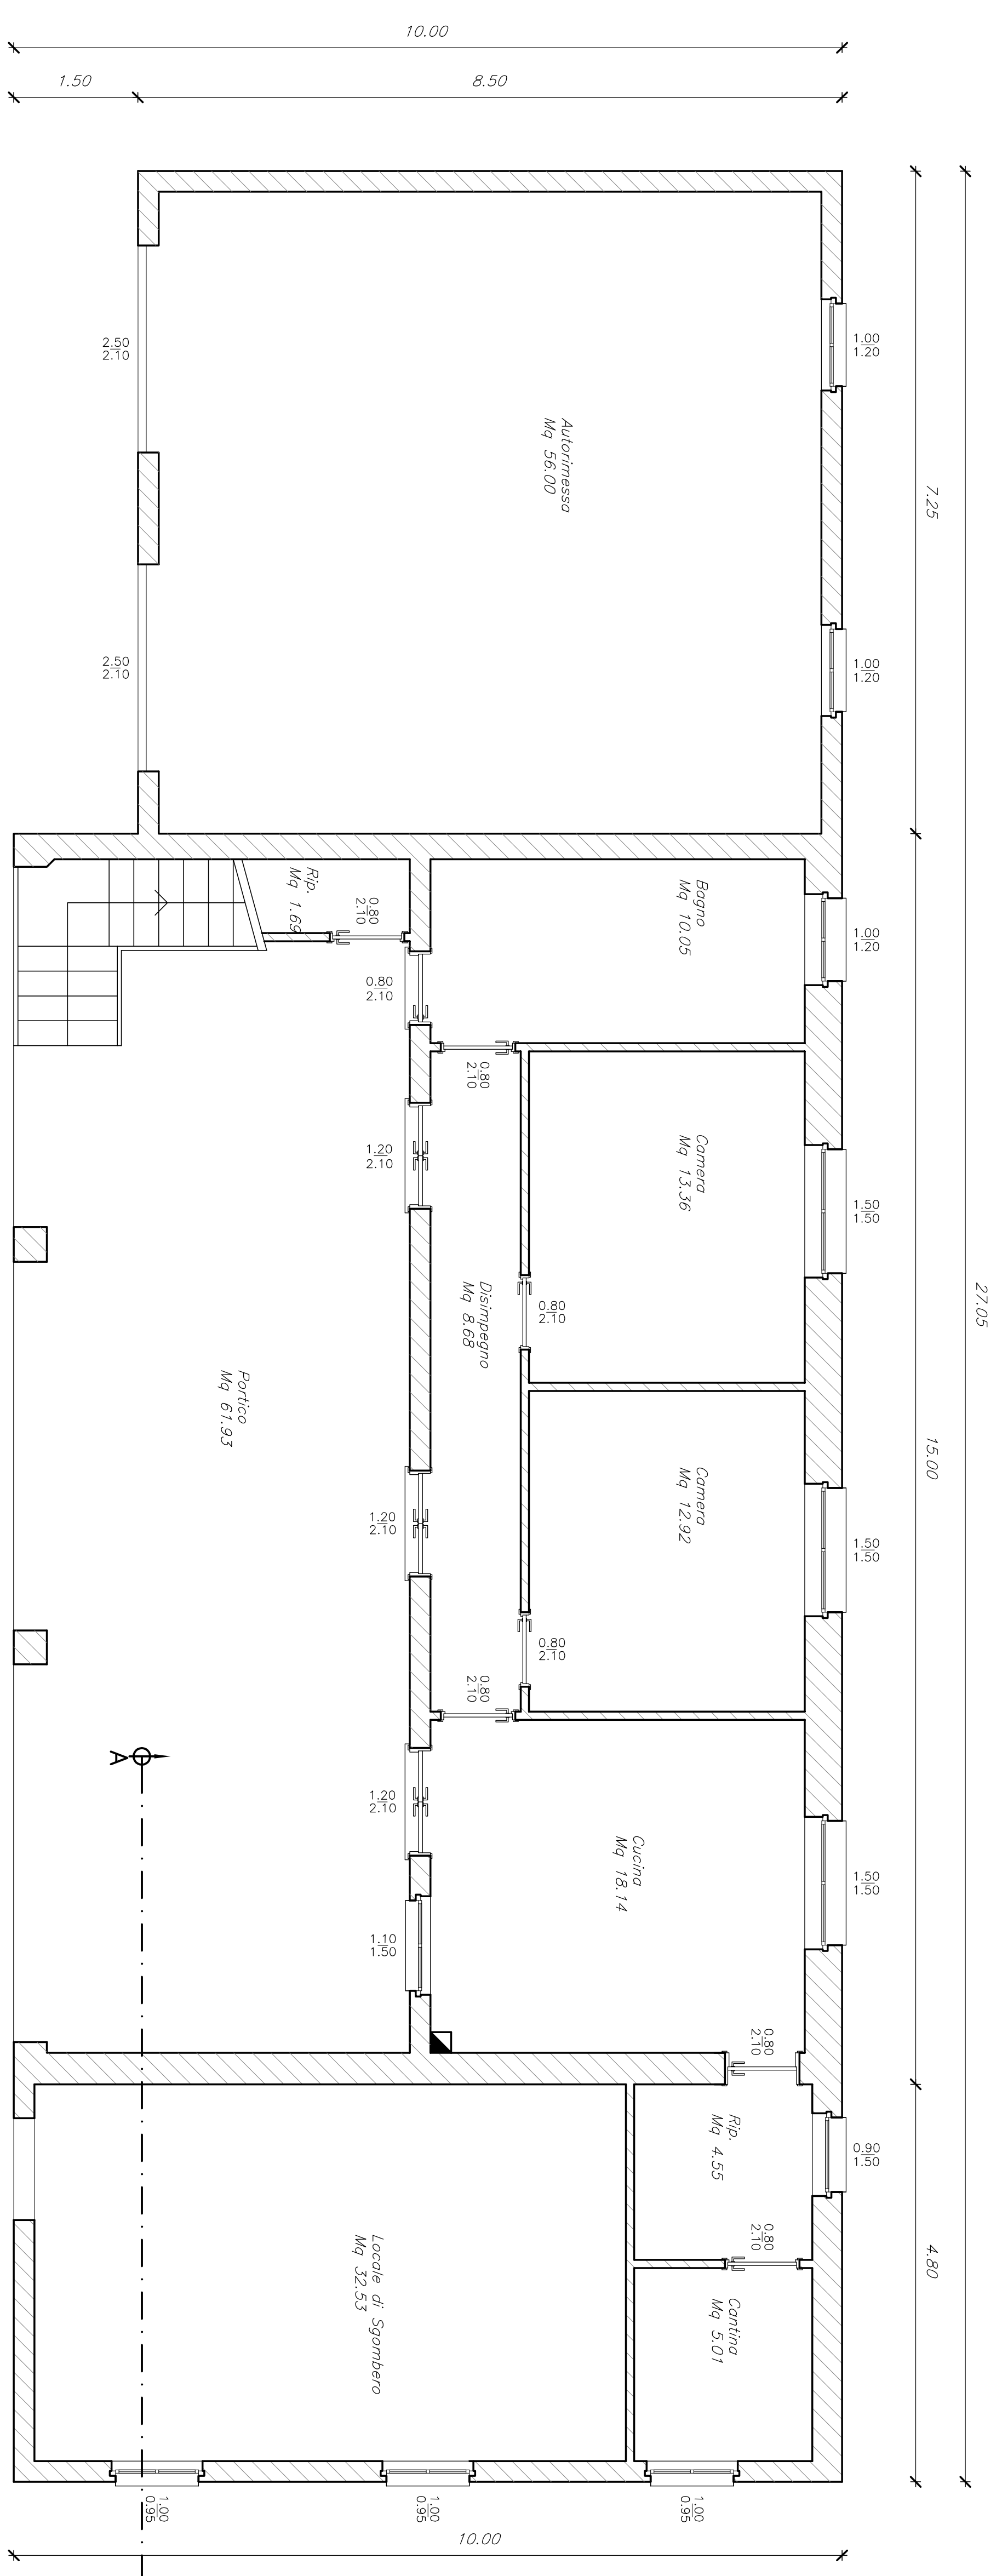 10.00
1.50
8.50
7.25
27.05
15.00
4.80
10.00
1.00
1.20
2.50
2.10
Autorimessa
Mq 56.00
1.00
1.20
2.50
2.10
Rip.
Mq 1.69
0.80
2.10
Bagno
Mq 10.05
1.00
1.20
0.80
2.10
0.80
2.10
1.20
2.10
Camera
Mq 13.36
1.50
1.50
0.80
2.10
Disimpegno
Mq 8.68
Portico
Mq 61.93
Camera
Mq 12.92
1.50
1.50
1.20
2.10
0.80
2.10
0.80
2.10
A
1.20
2.10
Cucina
Mq 18.14
1.50
1.50
1.10
1.50
0.80
2.10
Rip.
Mq 4.55
0.90
1.50
0.80
2.10
Locale di Sgombero
Mq 32.53
Cantina
Mq 5.01
1.00
0.95
1.00
0.95
1.00
0.95